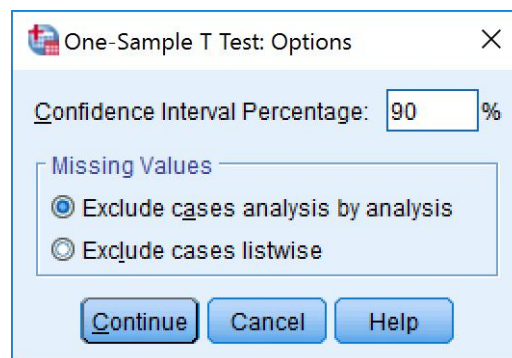 One-Sample T Test: Options
Confidence Interval Percentage: 90 %
Missing Values
Exclude cases analysis by analysis
Exclude cases listwise
Continue Cancel Help